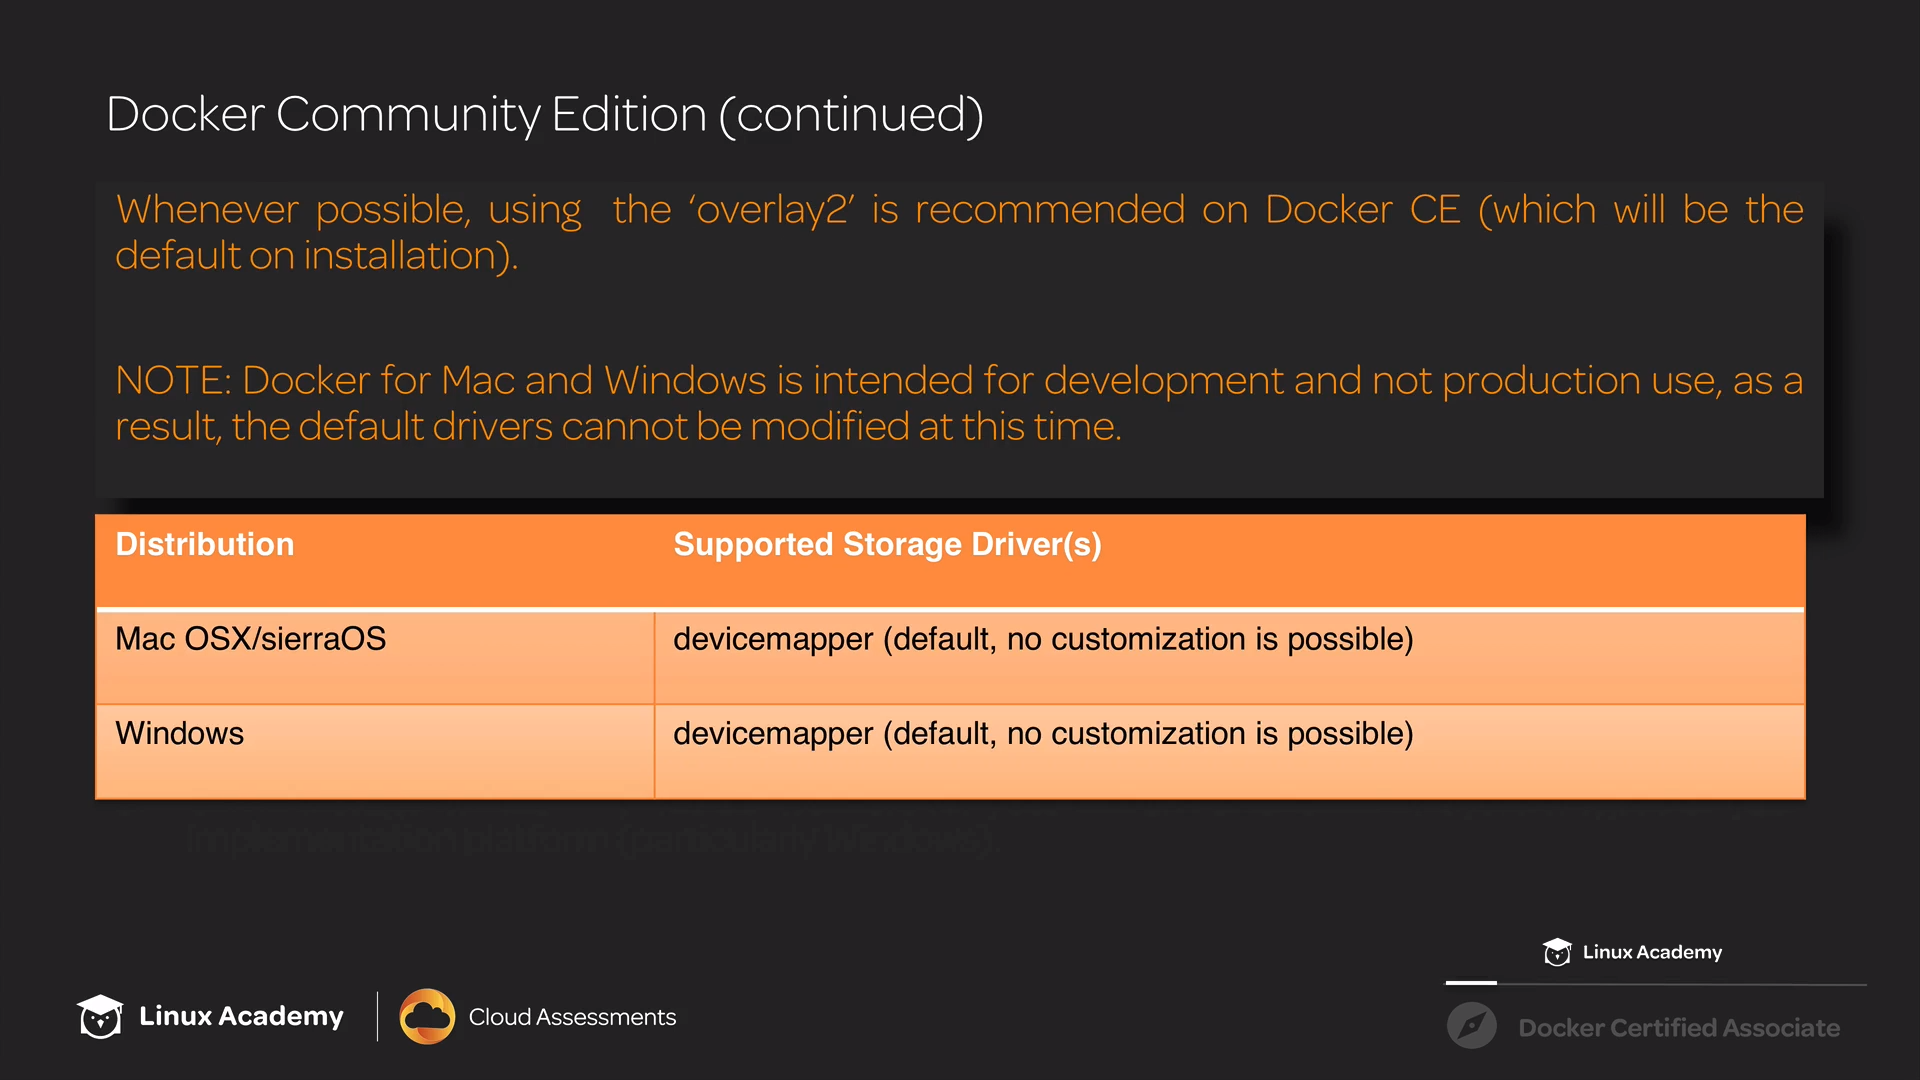 Docker Community Edition (continued)
Whenever possible, using the ‘overlay2’ is recommended on Docker CE (which will be the
default on installation).
NOTE: Docker for Mac and Windows is intended for development and not production use, as a
result, the default drivers cannot be modified at this time.
Distribution Supported Storage Driver(s)
Mac OSX/sierraOS devicemapper (default, no customization is possible)
Windows devicemapper (default, no customization is possible)
implementation platform (particularly Windows).
Linux Academy
Linux Academy Cloud Assessments
Docker Certified Associate